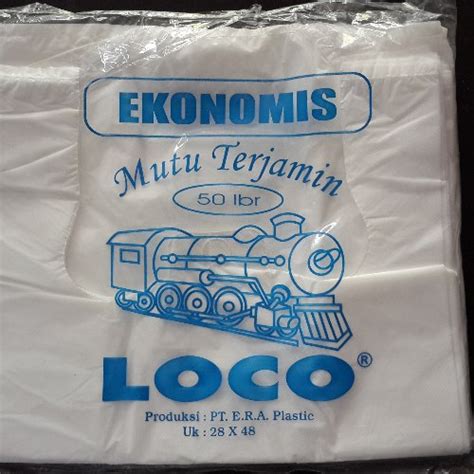 EKONOMIS
Mutu Terjamin
50 lbr
LOCO®
Produksi : PT. E.R.A. Plastic
Uk : 28 X 48